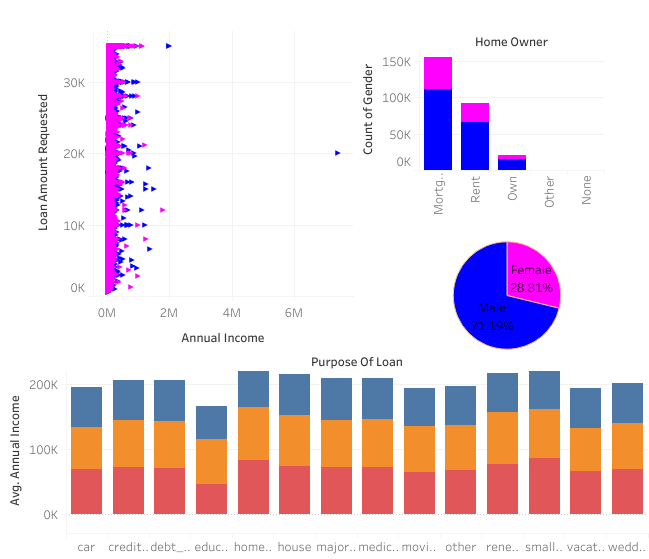 Loan Amount Requested
30K
20K
10K
0K
0M
2M
4M
6M
Annual Income
Home Owner
Count of Gender
150K
100K
50K
0K
Mortg..
Rent
Own
Other
None
Female
28.81%
Male
71.19%
Purpose Of Loan
Avg. Annual Income
200K
100K
0K
car
credit..
debt_..
educ..
home..
house
major..
medic..
movi..
other
rene..
small..
vacat..
wedd..